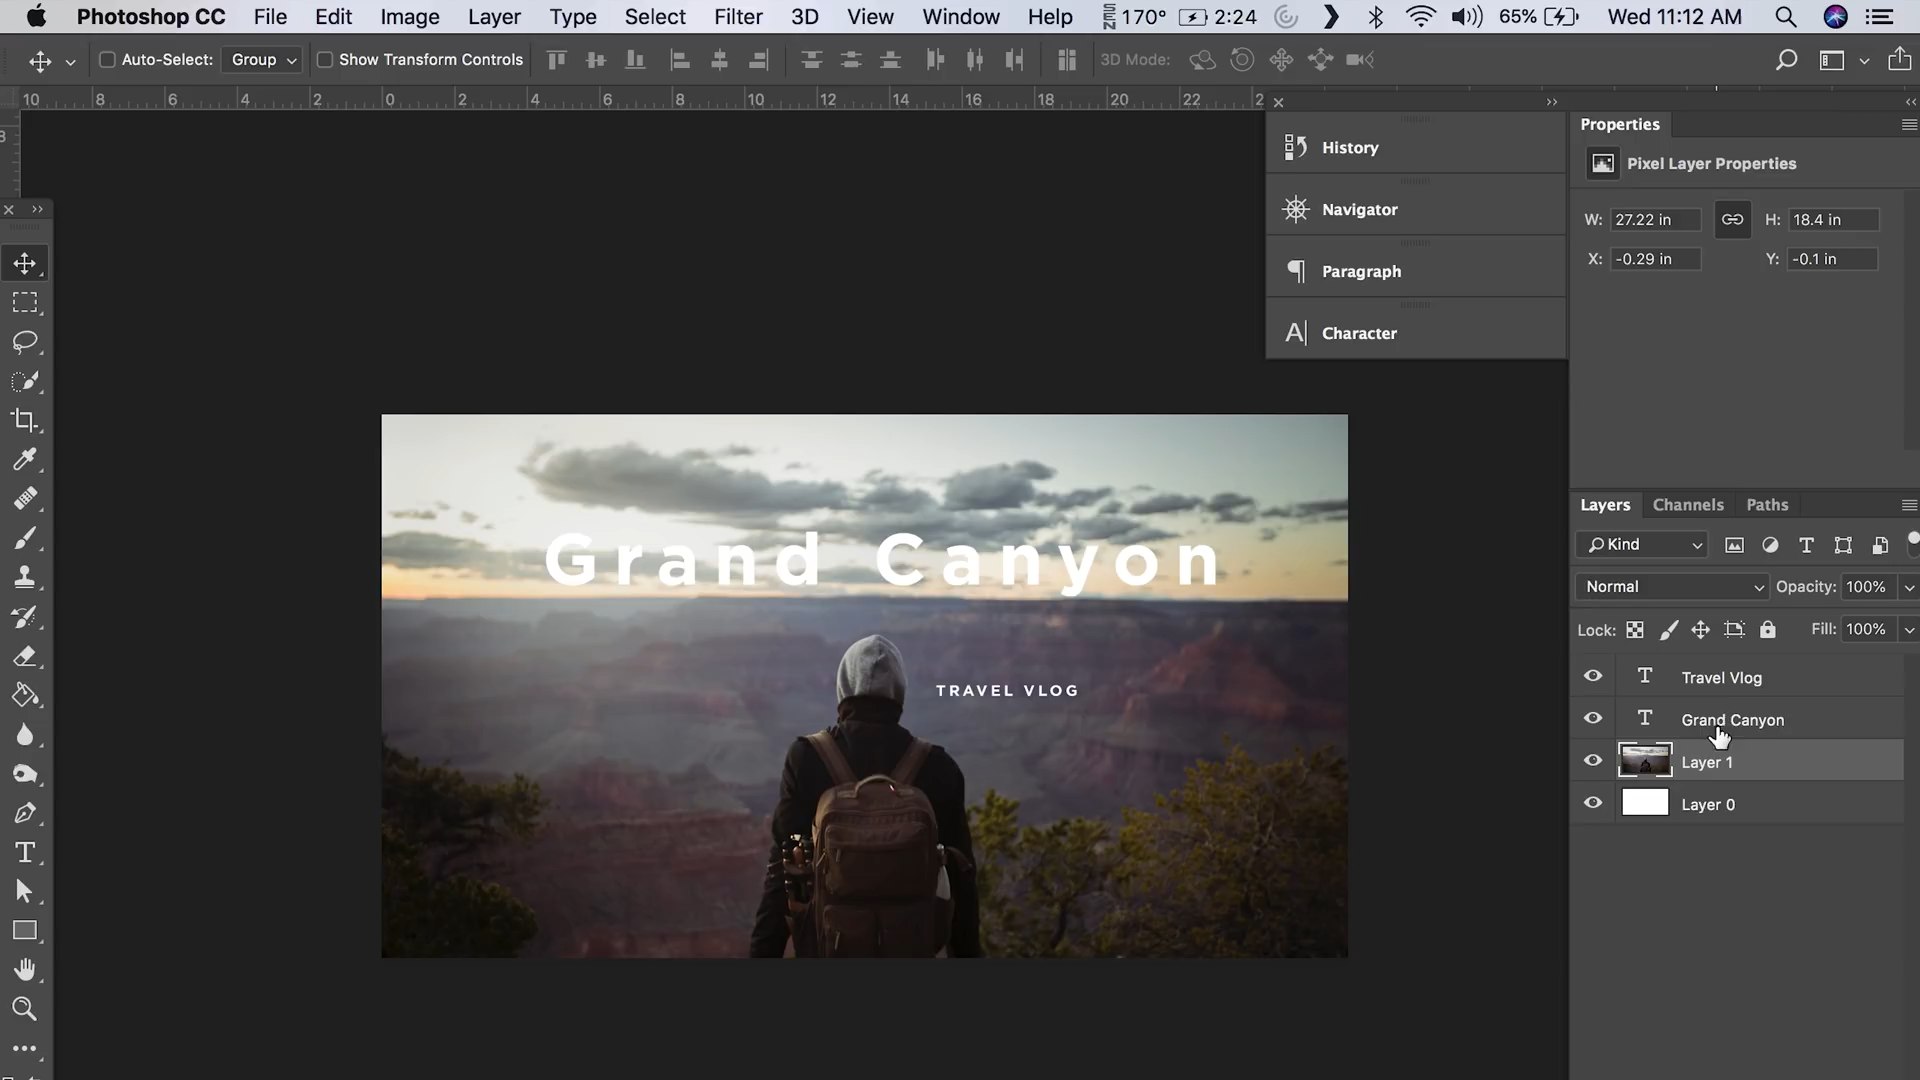 Photoshop CC File Edit Image Layer Type Select Filter 3D View Window Help SEN 170° 2:24 65% Wed 11:12 AM
Auto-Select: Group Show Transform Controls 3D Mode:
10 8 6 4 2 0 2 4 6 8 10 12 14 16 18 20 22 2
8
History
Navigator
Paragraph
Character
Properties
Pixel Layer Properties
W: 27.22 in H: 18.4 in
X: -0.29 in Y: -0.1 in
Grand Canyon
TRAVEL VLOG
Layers Channels Paths
Kind
Normal Opacity: 100%
Lock: Fill: 100%
T Travel Vlog
T Grand Canyon
Layer 1
Layer 0